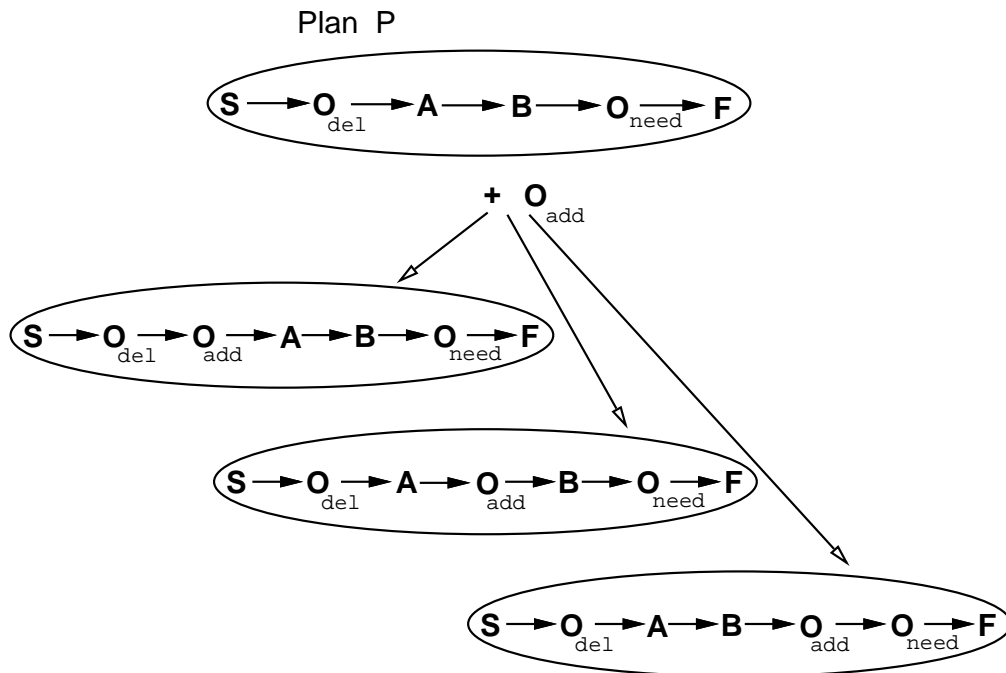 Plan P
S O A B O F
del need
+ O
add
S O O A B O F
del add need
S O A O B O F
del add need
S O A B O O F
del add need